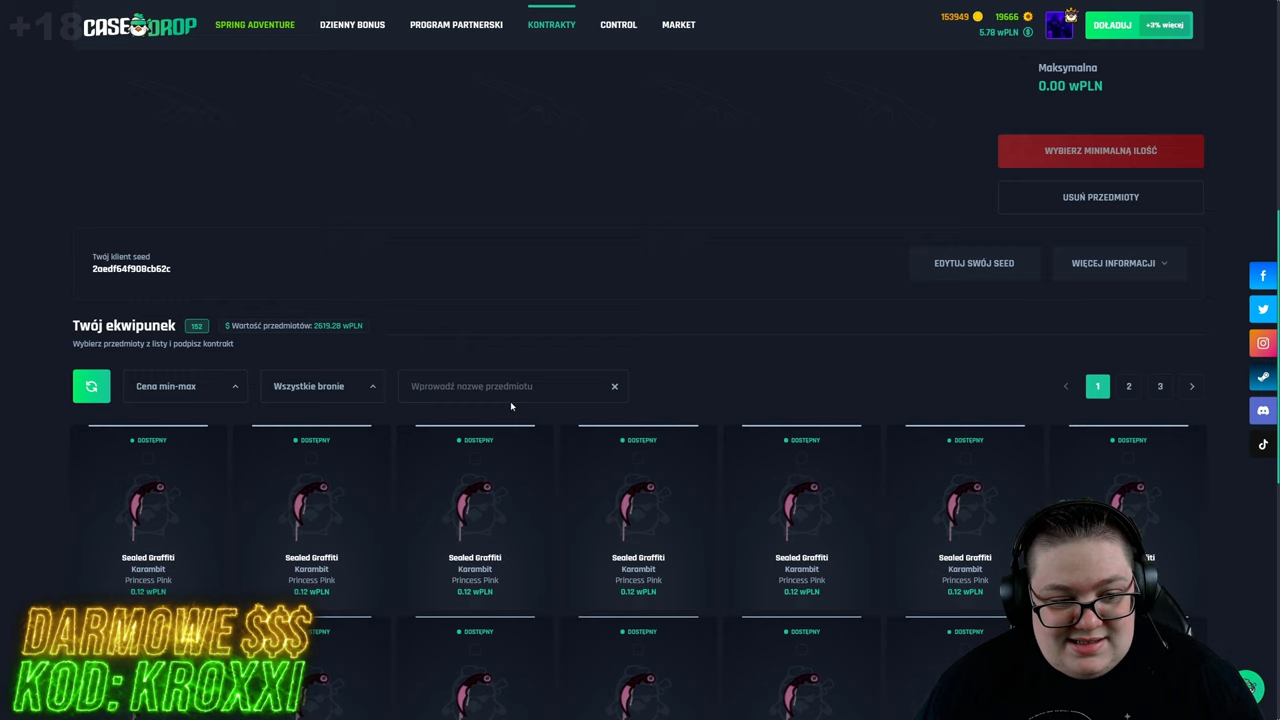 +18
CASE DROP
SPRING ADVENTURE
DZIENNY BONUS
PROGRAM PARTNERSKI
KONTRAKTY
CONTROL
MARKET
153949
19666
5.78 wPLN
DOŁADUJ
+3% więcej
Maksymalna
0.00 wPLN
WYBIERZ MINIMALNĄ ILOŚĆ
USUŃ PRZEDMIOTY
Twój klient seed
2aedf64f908cb62c
EDYTUJ SWÓJ SEED
WIĘCEJ INFORMACJI
Twój ekwipunek
152
$ Wartość przedmiotów: 2619.28 wPLN
Wybierz przedmioty z listy i podpisz kontrakt
Cena min-max
Wszystkie bronie
Wprowadź nazwę przedmiotu
1
2
3
DOSTĘPNY
DOSTĘPNY
DOSTĘPNY
DOSTĘPNY
DOSTĘPNY
DOSTĘPNY
DOSTĘPNY
Sealed Graffiti
Karambit
Princess Pink
0.12 wPLN
Sealed Graffiti
Karambit
Princess Pink
0.12 wPLN
Sealed Graffiti
Karambit
Princess Pink
0.12 wPLN
Sealed Graffiti
Karambit
Princess Pink
0.12 wPLN
Sealed Graffiti
Karambit
Princess Pink
0.12 wPLN
Sealed Graffiti
Karambit
Princess Pink
0.12 wPLN
DOSTĘPNY
DOSTĘPNY
DOSTĘPNY
DOSTĘPNY
DOSTĘPNY
DARMOWE $$$
KOD: KROXXI